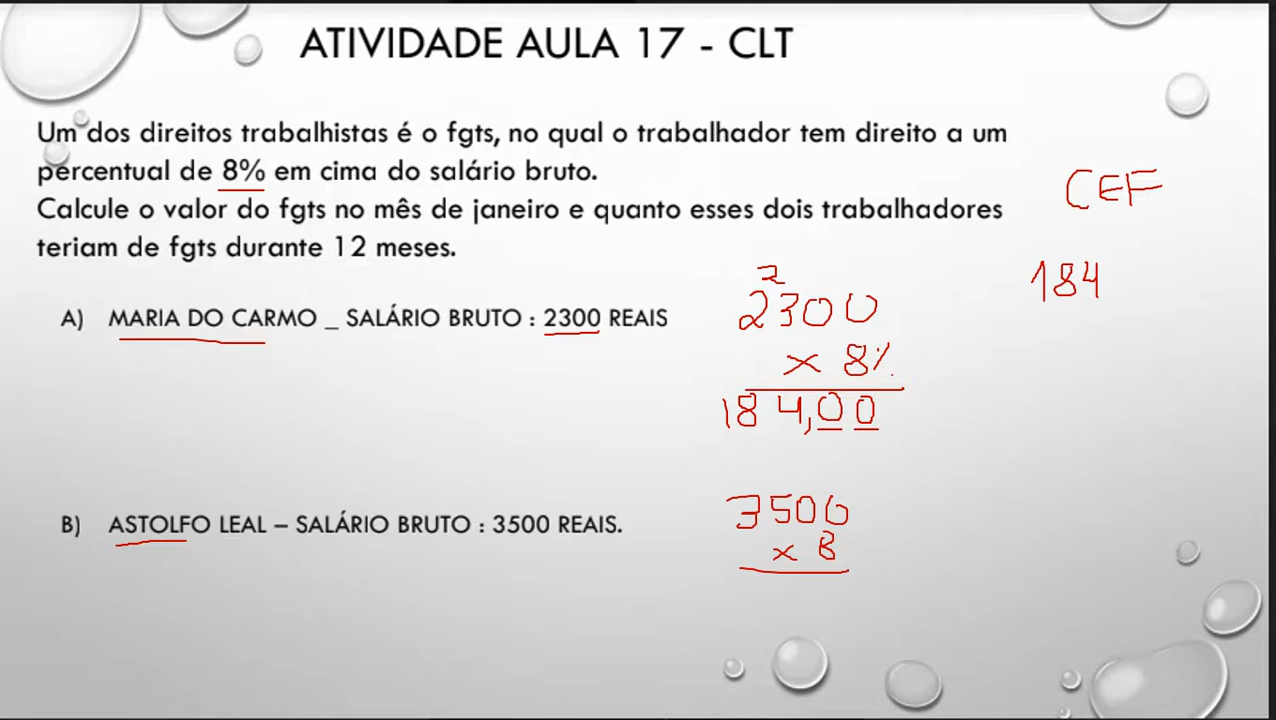 ATIVIDADE AULA 17 - CLT
Um dos direitos trabalhistas é o fgts, no qual o trabalhador tem direito a um
percentual de 8% em cima do salário bruto.
Calcule o valor do fgts no mês de janeiro e quanto esses dois trabalhadores
teriam de fgts durante 12 meses.
CEF
184
A) MARIA DO CARMO _ SALÁRIO BRUTO : 2300 REAIS
2
2300
x 8%
184,00
B) ASTOLFO LEAL – SALÁRIO BRUTO : 3500 REAIS.
3500
x 8